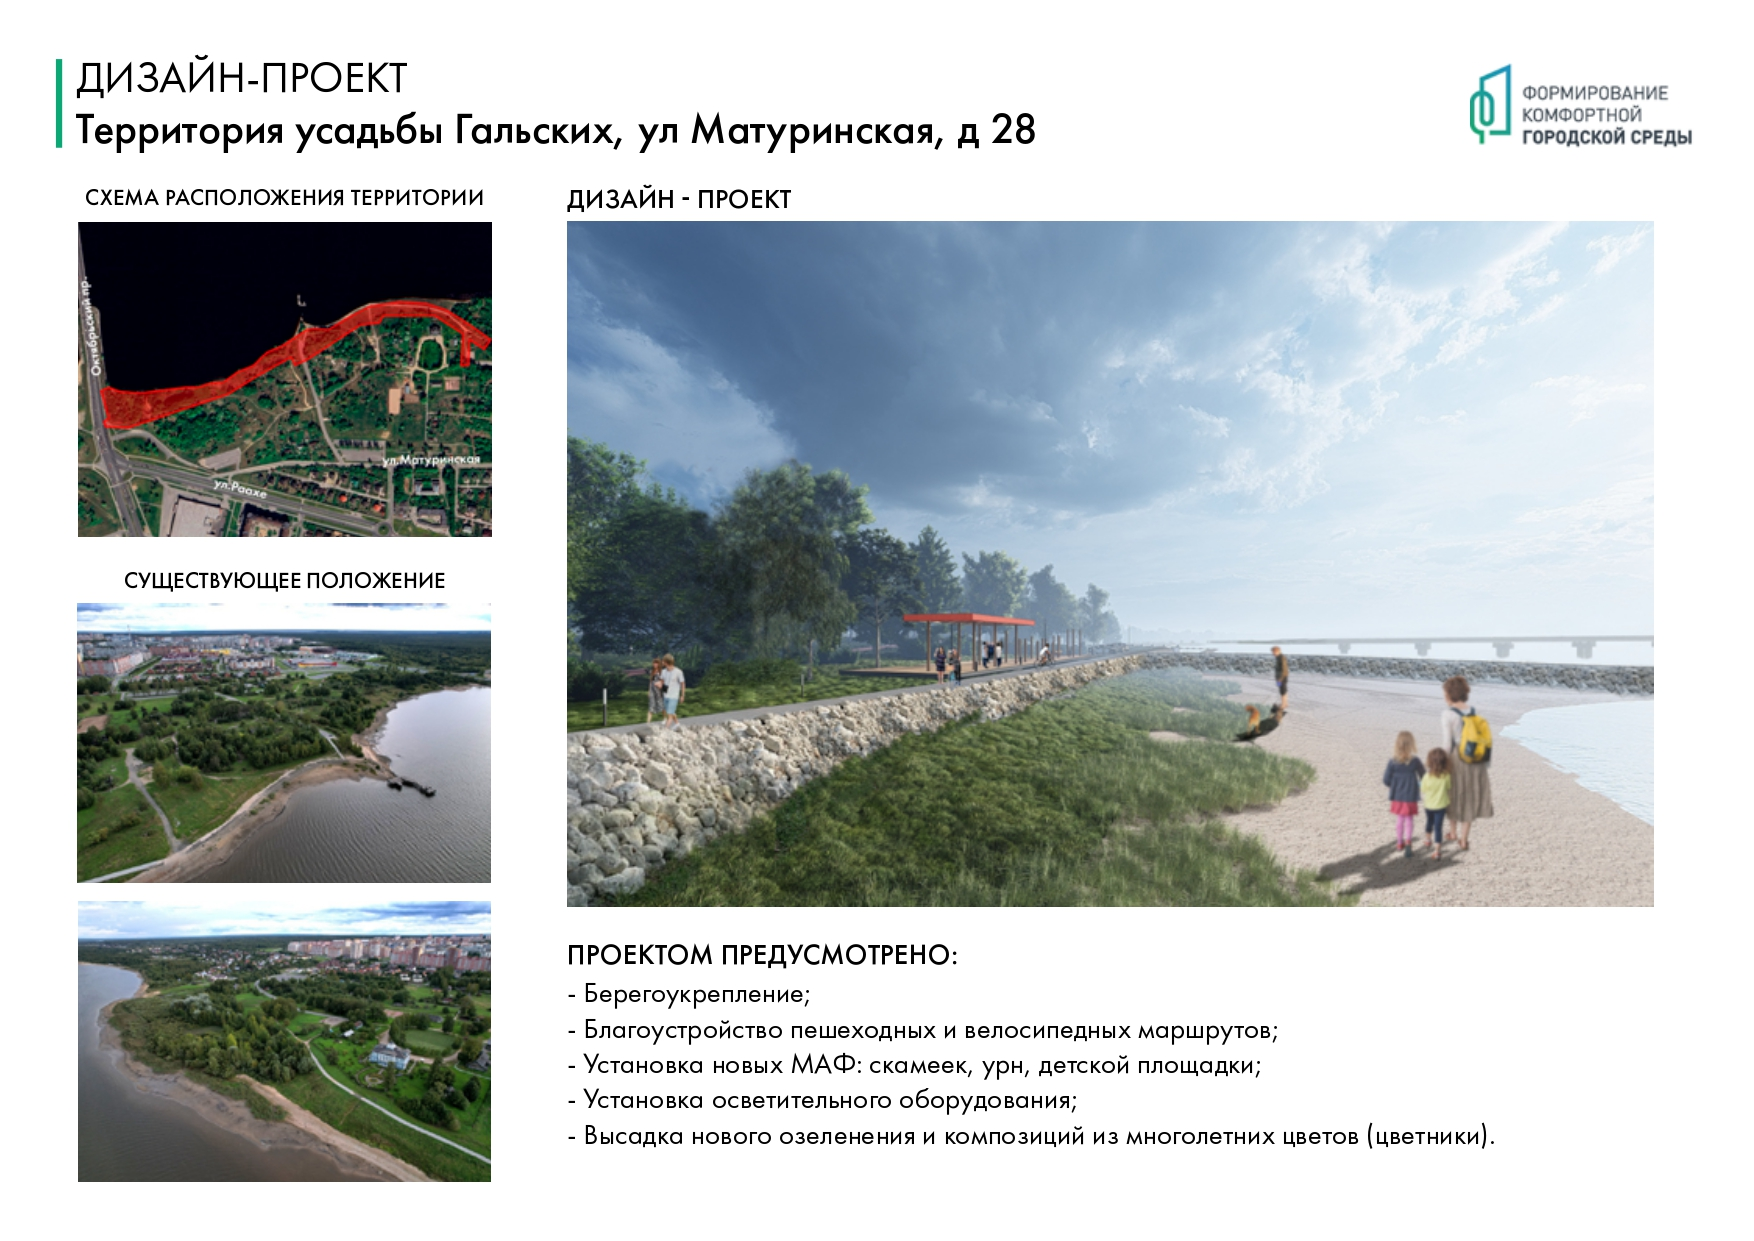 ДИЗАЙН-ПРОЕКТ
Территория усадьбы Гальских, ул Матуринская, д 28
ФОРМИРОВАНИЕ
КОМФОРТНОЙ
ГОРОДСКОЙ СРЕДЫ
СХЕМА РАСПОЛОЖЕНИЯ ТЕРРИТОРИИ
Октябрьский пр-
ул.Матуринская
ул.Раахе
СУЩЕСТВУЮЩЕЕ ПОЛОЖЕНИЕ
ДИЗАЙН - ПРОЕКТ
ПРОЕКТОМ ПРЕДУСМОТРЕНО:
- Берегоукрепление;
- Благоустройство пешеходных и велосипедных маршрутов;
- Установка новых МАФ: скамеек, урн, детской площадки;
- Установка осветительного оборудования;
- Высадка нового озеленения и композиций из многолетних цветов (цветники).